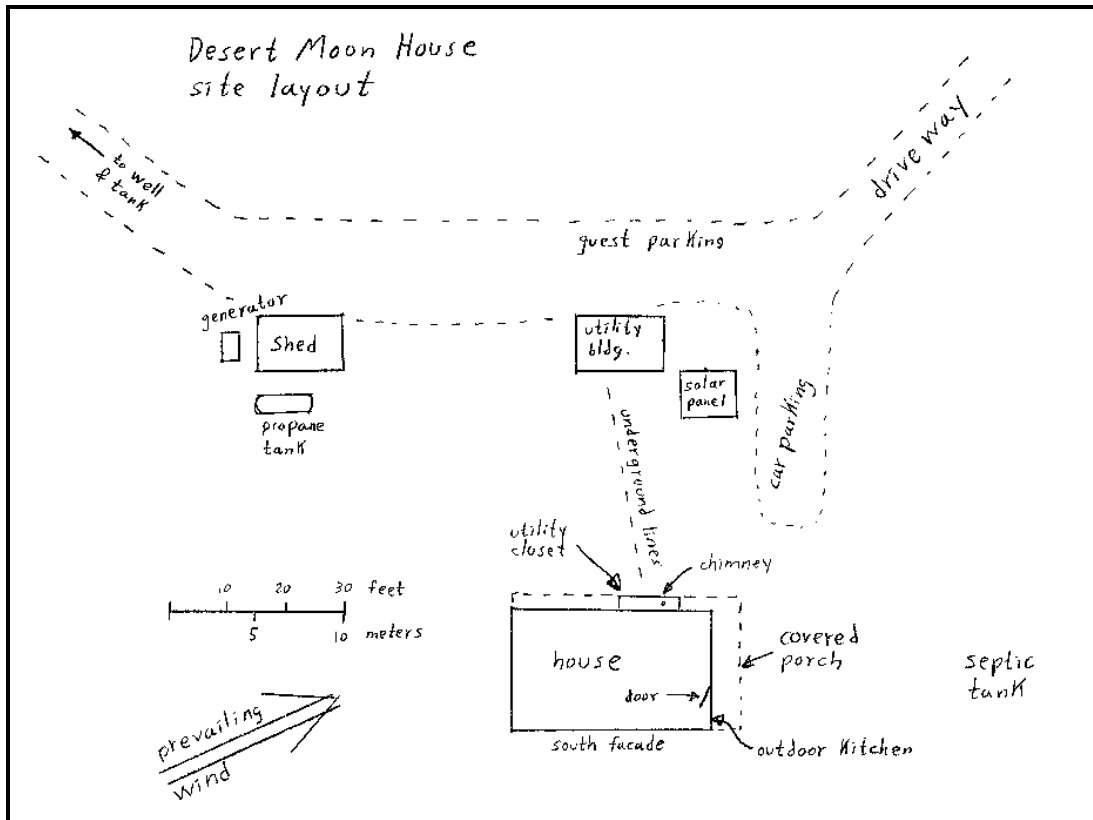 Desert Moon House
site layout
drive way
to well
& tank
guest parking
generator
Shed
utility
bldg.
solar
panel
propane
tank
car parking
underground lines
utility
closet
chimney
10 20 30 feet
5 10 meters
house
covered
porch
septic
tank
door
prevailing
wind
south facade
outdoor Kitchen